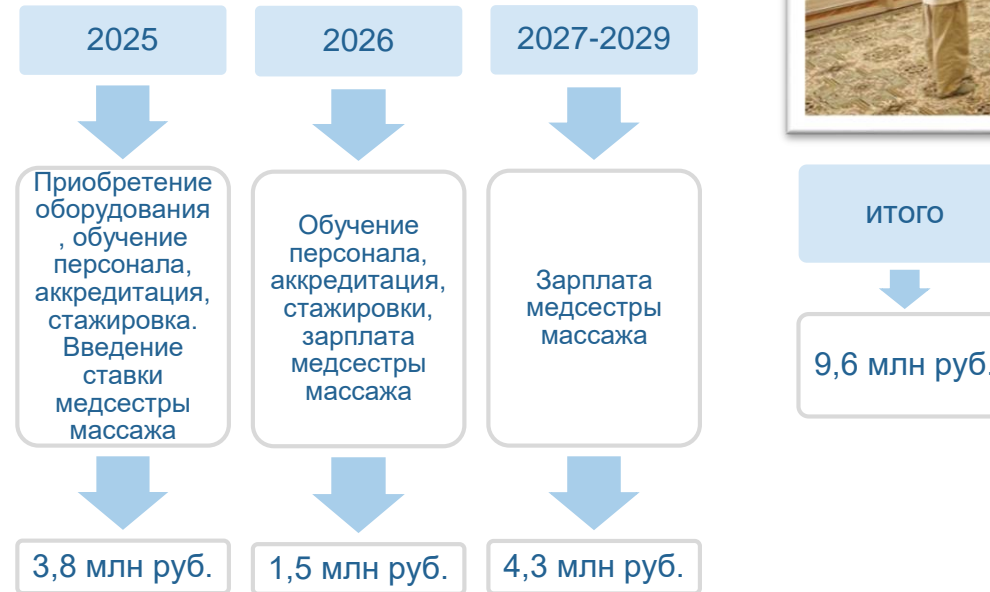 2025
Приобретение
оборудования
, обучение
персонала,
аккредитация,
стажировка.
Введение
ставки
медсестры
массажа
3,8 млн руб.
2026
Обучение
персонала,
аккредитация,
стажировки,
зарплата
медсестры
массажа
1,5 млн руб.
2027-2029
Зарплата
медсестры
массажа
4,3 млн руб.
итого
9,6 млн руб.